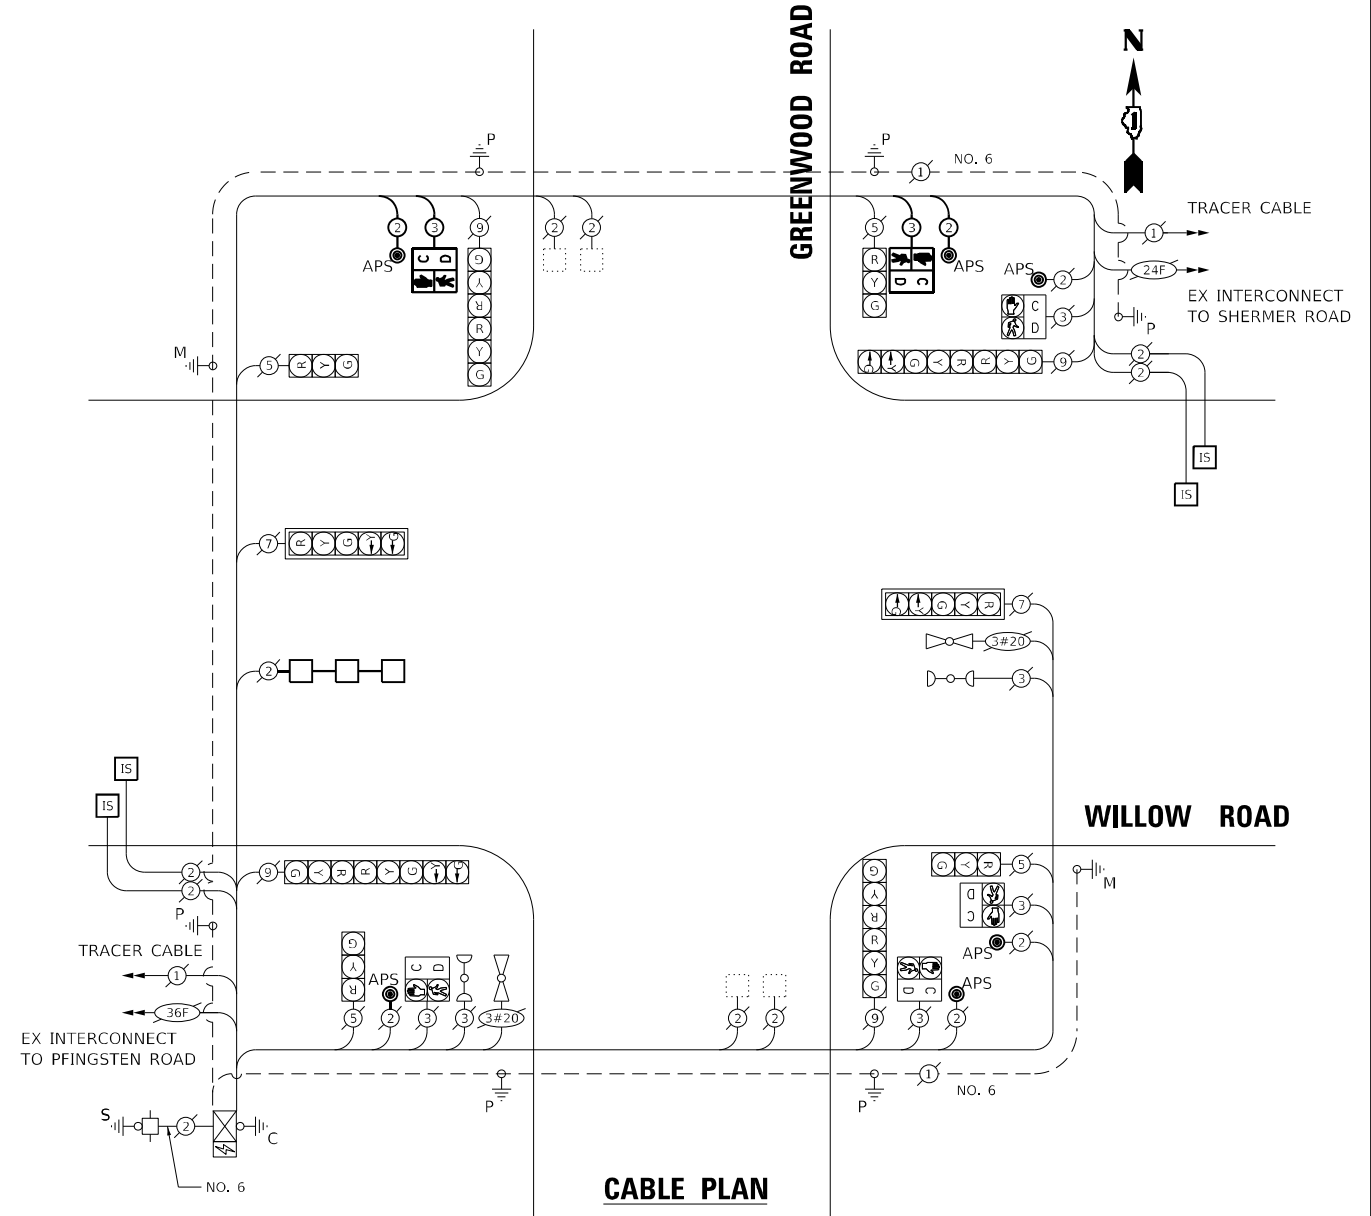 GREENWOOD ROAD
N
P
P
1
NO. 6
TRACER CABLE
1
24F
EX INTERCONNECT
TO SHERMER ROAD
2
3
9
2
2
5
3
2
APS
C D
G
Y
R
R
Y
G
R
Y
G
D C
APS
APS
2
C
D
3
P
M
5
R Y G
G Y G Y R R Y G
9
2
2
IS
IS
7
R Y G Y G
G Y G Y R
7
3#20
2
3
IS
IS
WILLOW ROAD
2
2
9
G Y R R Y G Y G
G
Y
R
R
Y
G
G Y R
5
M
D
C
3
P
TRACER CABLE
1
36F
EX INTERCONNECT
TO PFINGSTEN ROAD
G
Y
R
APS
C D
APS
2
D C
APS
5
2
3
3
3#20
2
2
9
3
2
P
P
1
NO. 6
S
2
C
NO. 6
CABLE PLAN